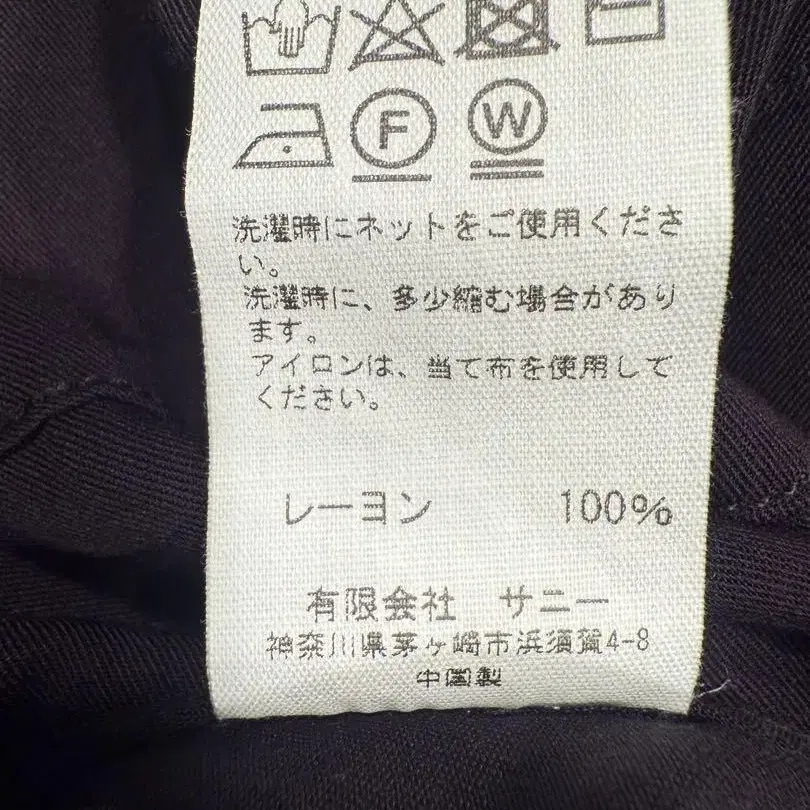 F W
洗濯時にネットをご使用くださ
い。
洗濯時に、多少縮む場合があり
ます。
アイロンは、当て布を使用して
ください。
レーヨン 100%
有限会社 サニー
神奈川県茅ヶ崎市浜須賀4-8
中国製